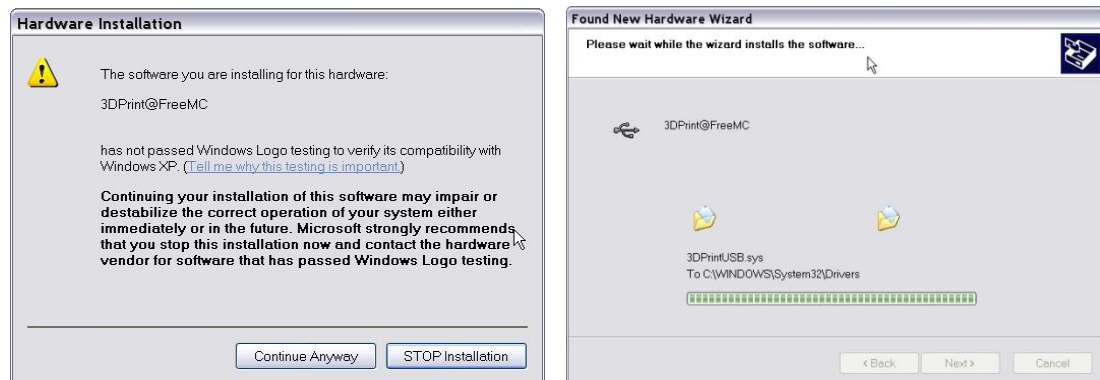 Hardware Installation
The software you are installing for this hardware:
3DPrint@FreeMC
has not passed Windows Logo testing to verify its compatibility with
Windows XP. (Tell me why this testing is important.)
Continuing your installation of this software may impair or
destabilize the correct operation of your system either
immediately or in the future. Microsoft strongly recommends
that you stop this installation now and contact the hardware
vendor for software that has passed Windows Logo testing.
Continue Anyway
STOP Installation
Found New Hardware Wizard
Please wait while the wizard installs the software...
3DPrint@FreeMC
3DPrintUSB.sys
To C:\WINDOWS\System32\Drivers
< Back
Next >
Cancel